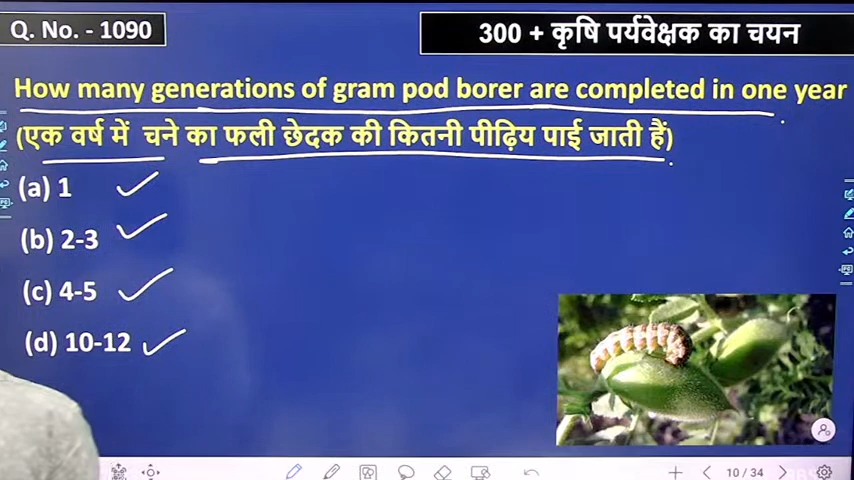 Q. No. - 1090
300 + कृषि पर्यवेक्षक का चयन
How many generations of gram pod borer are completed in one year
(एक वर्ष में चने का फली छेदक की कितनी पीढ़िय पाई जाती हैं)
(a) 1
(b) 2-3
(c) 4-5
(d) 10-12
10 / 34